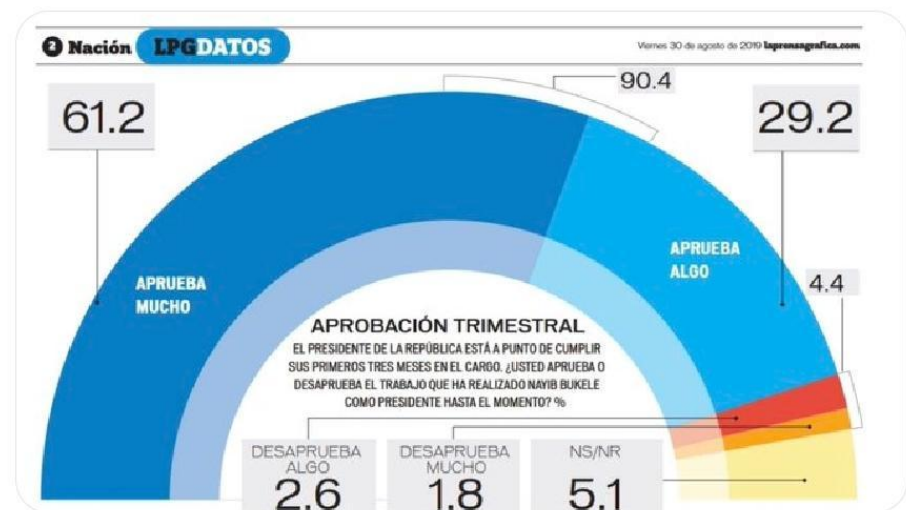 2 Nación LPGDATOS
Viernes 30 de agosto de 2019 laprensagrafica.com
61.2
90.4
29.2
APRUEBA
MUCHO
APRUEBA
ALGO
4.4
APROBACIÓN TRIMESTRAL
EL PRESIDENTE DE LA REPÚBLICA ESTÁ A PUNTO DE CUMPLIR
SUS PRIMEROS TRES MESES EN EL CARGO. ¿USTED APRUEBA O
DESAPRUEBA EL TRABAJO QUE HA REALIZADO NAYIB BUKELE
COMO PRESIDENTE HASTA EL MOMENTO? %
DESAPRUEBA
ALGO
2.6
DESAPRUEBA
MUCHO
1.8
NS/NR
5.1